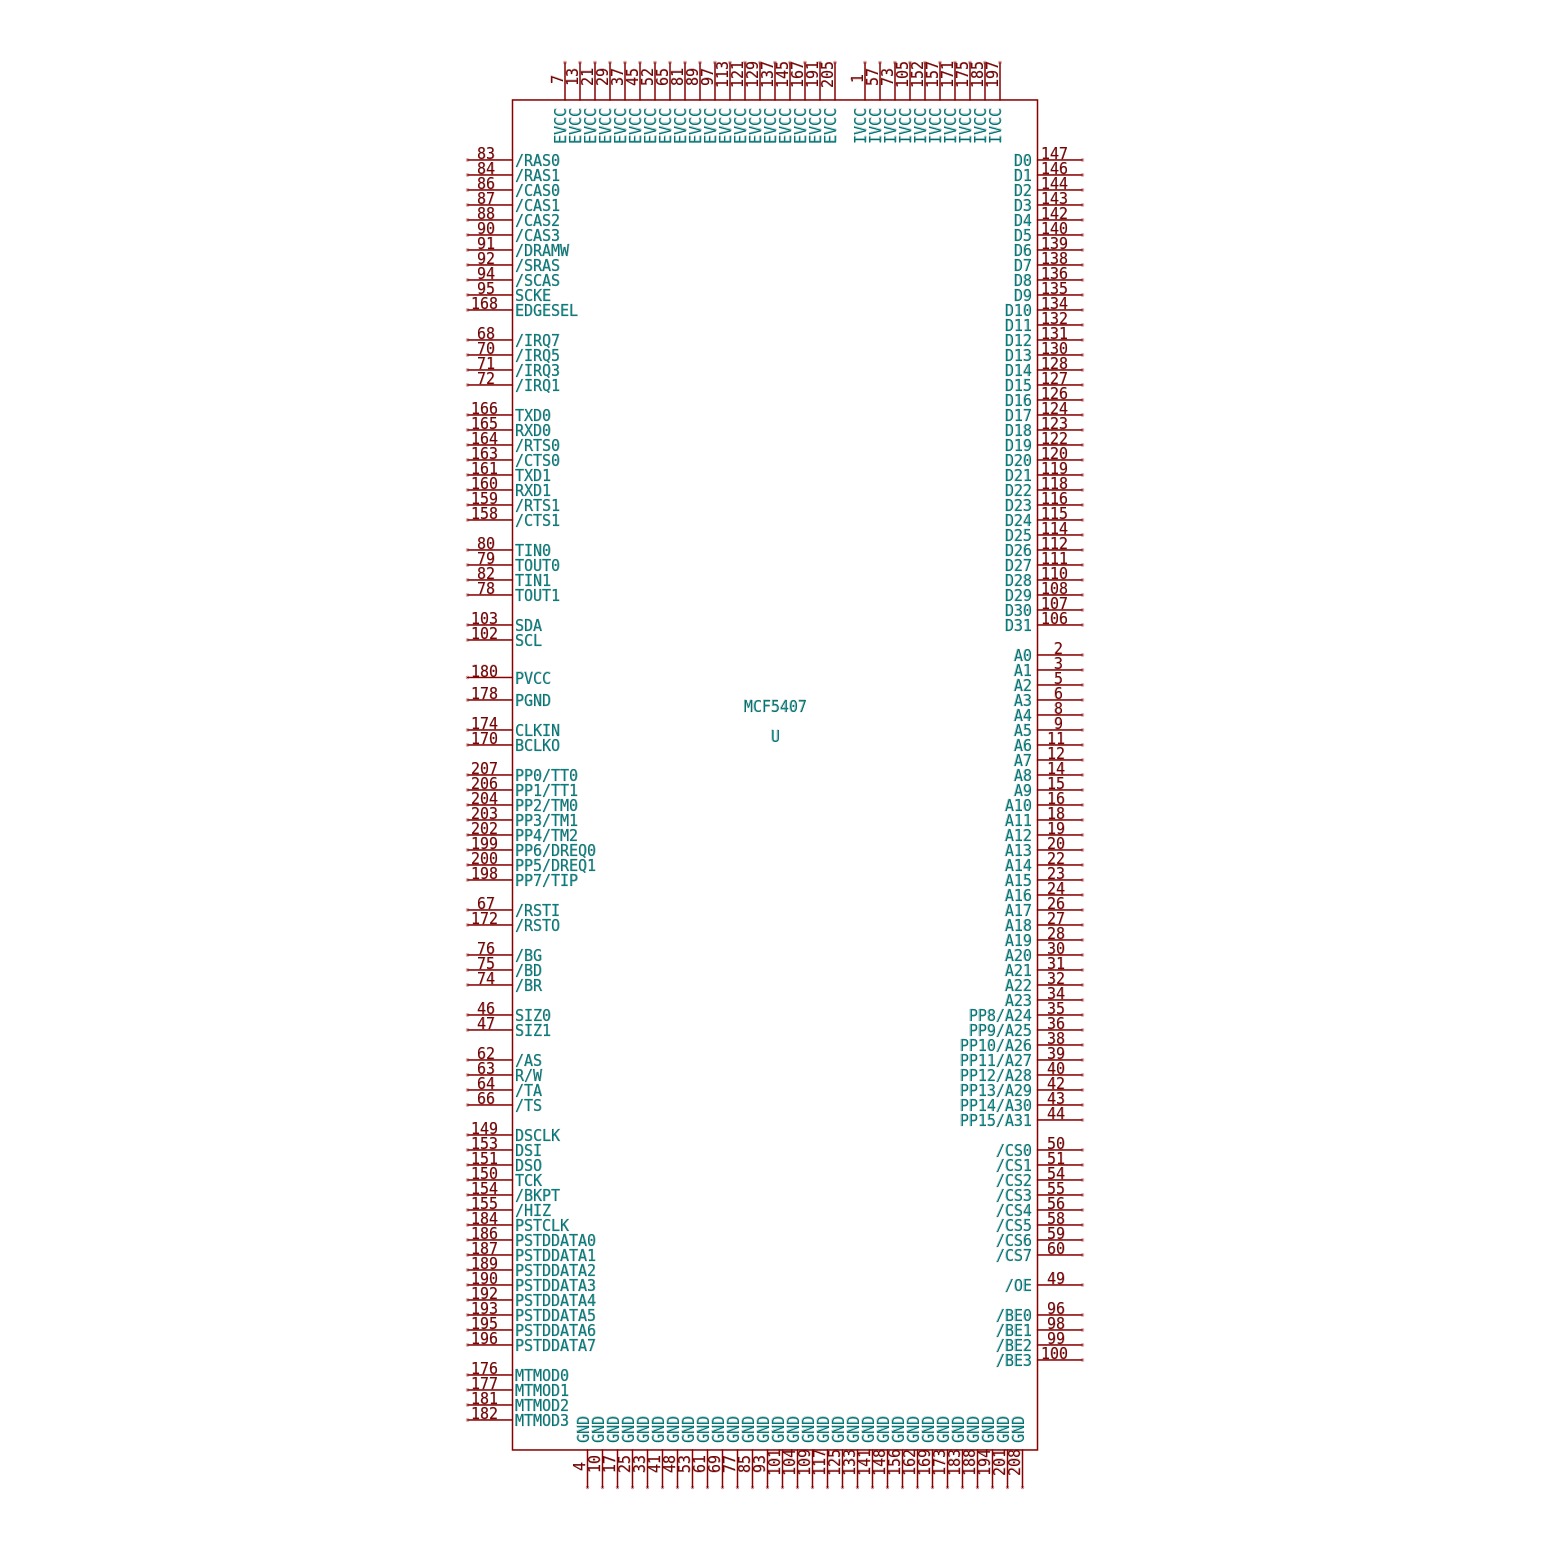 7 13 21 29 37 45 52 65 81 89 97 113 121 129 137 145 167 191 205 1 57 73 105 152 157 171 175 185 197
EVCC EVCC EVCC EVCC EVCC EVCC EVCC EVCC EVCC EVCC EVCC EVCC EVCC EVCC EVCC EVCC EVCC EVCC EVCC IVCC IVCC IVCC IVCC IVCC IVCC IVCC IVCC IVCC IVCC
83 /RAS0 D0 147
84 /RAS1 D1 146
86 /CAS0 D2 144
87 /CAS1 D3 143
88 /CAS2 D4 142
90 /CAS3 D5 140
91 /DRAMW D6 139
92 /SRAS D7 138
94 /SCAS D8 136
95 SCKE D9 135
168 EDGESEL D10 134
D11 132
68 /IRQ7 D12 131
70 /IRQ5 D13 130
71 /IRQ3 D14 128
72 /IRQ1 D15 127
D16 126
166 TXD0 D17 124
165 RXD0 D18 123
164 /RTS0 D19 122
163 /CTS0 D20 120
161 TXD1 D21 119
160 RXD1 D22 118
159 /RTS1 D23 116
158 /CTS1 D24 115
D25 114
80 TIN0 D26 112
79 TOUT0 D27 111
82 TIN1 D28 110
78 TOUT1 D29 108
D30 107
103 SDA D31 106
102 SCL
A0 2
A1 3
180 PVCC
A2 5
178 PGND A3 6
A4 8
174 CLKIN A5 9
170 BCLKO A6 11
A7 12
207 PP0/TT0 A8 14
206 PP1/TT1 A9 15
204 PP2/TM0 A10 16
203 PP3/TM1 A11 18
202 PP4/TM2 A12 19
199 PP6/DREQ0 A13 20
200 PP5/DREQ1 A14 22
198 PP7/TIP A15 23
A16 24
67 /RSTI A17 26
172 /RSTO A18 27
A19 28
76 /BG A20 30
75 /BD A21 31
74 /BR A22 32
A23 34
46 SIZ0 PP8/A24 35
47 SIZ1 PP9/A25 36
PP10/A26 38
62 /AS PP11/A27 39
63 R/W PP12/A28 40
64 /TA PP13/A29 42
66 /TS PP14/A30 43
PP15/A31 44
149 DSCLK
153 DSI /CS0 50
151 DSO /CS1 51
150 TCK /CS2 54
154 /BKPT /CS3 55
155 /HIZ /CS4 56
184 PSTCLK /CS5 58
186 PSTDDATA0 /CS6 59
187 PSTDDATA1 /CS7 60
189 PSTDDATA2
190 PSTDDATA3 /OE 49
192 PSTDDATA4
193 PSTDDATA5 /BE0 96
195 PSTDDATA6 /BE1 98
196 PSTDDATA7 /BE2 99
/BE3 100
176 MTMOD0
177 MTMOD1
181 MTMOD2
182 MTMOD3
MCF5407
U
GND GND GND GND GND GND GND GND GND GND GND GND GND GND GND GND GND GND GND GND GND GND GND GND GND GND GND GND GND GND
4 10 17 25 33 41 48 53 61 69 77 85 93 101 104 109 117 125 133 141 148 156 162 169 173 183 188 194 201 208